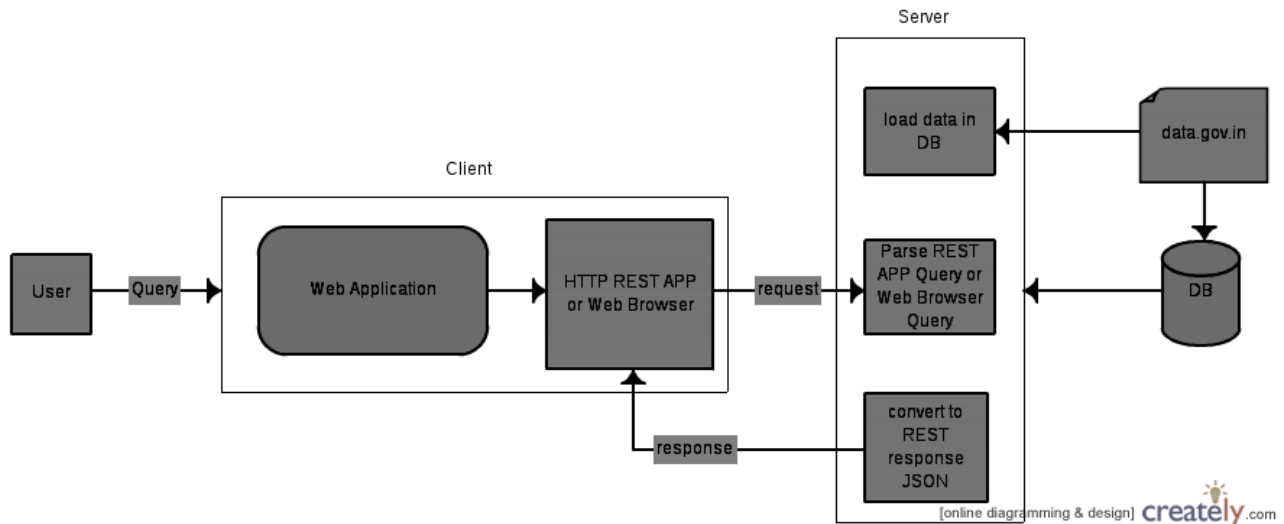 Server
load data in
DB
data.gov.in
Client
User
Query
Web Application
HTTP REST APP
or Web Browser
request
Parse REST
APP Query or
Web Browser
Query
DB
response
convert to
REST
response
JSON
[online diagramming & design] creately.com